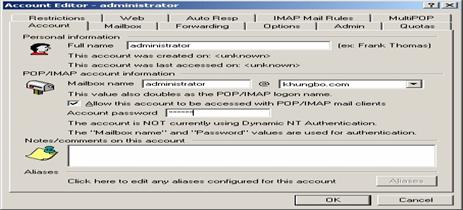 Account Editor - administrator
Restrictions Web Auto Resp IMAP Mail Rules MultiPOP
Account Mailbox Forwarding Options Admin Quotas
Personal information
Full name administrator (ex: Frank Thomas)
This account was created on: <unknown>
This account was last accessed on: <unknown>
POP/IMAP account information
Mailbox name administrator @ khungbo.com
This value also doubles as the POP/IMAP logon name.
Allow this account to be accessed with POP/IMAP mail clients
Account password ******
The account is NOT currently using Dynamic NT Authentication.
The "Mailbox name" and "Password" values are used for authentication.
Notes/comments on this account
Aliases
Click here to edit any aliases configured for this account Aliases
OK Cancel